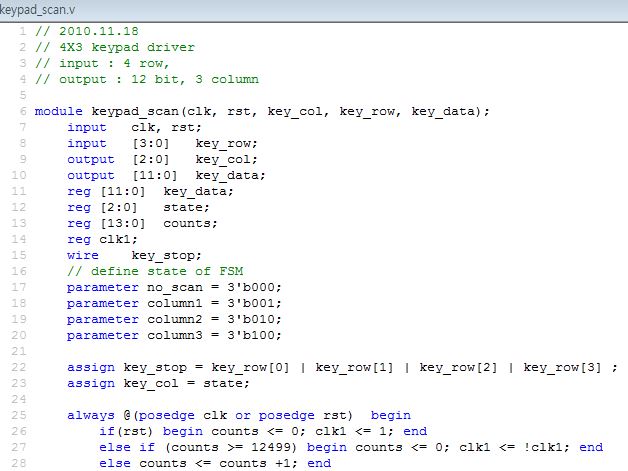 keypad_scan.v
1 // 2010.11.18
2 // 4X3 keypad driver
3 // input : 4 row,
4 // output : 12 bit, 3 column
5
6 module keypad_scan(clk, rst, key_col, key_row, key_data);
7 input clk, rst;
8 input [3:0] key_row;
9 output [2:0] key_col;
10 output [11:0] key_data;
11 reg [11:0] key_data;
12 reg [2:0] state;
13 reg [13:0] counts;
14 reg clk1;
15 wire key_stop;
16 // define state of FSM
17 parameter no_scan = 3'b000;
18 parameter column1 = 3'b001;
19 parameter column2 = 3'b010;
20 parameter column3 = 3'b100;
21
22 assign key_stop = key_row[0] | key_row[1] | key_row[2] | key_row[3] ;
23 assign key_col = state;
24
25 always @(posedge clk or posedge rst) begin
26 if(rst) begin counts <= 0; clk1 <= 1; end
27 else if (counts >= 12499) begin counts <= 0; clk1 <= !clk1; end
28 else counts <= counts +1; end